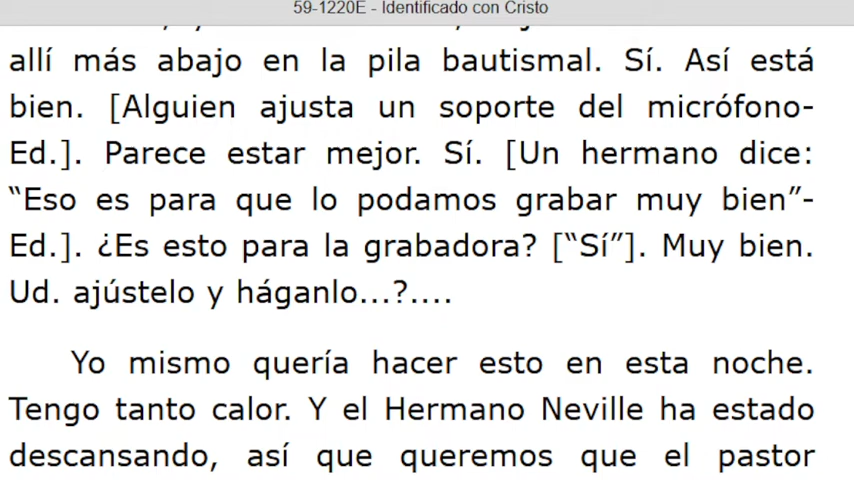 59-1220E - Identificado con Cristo
allí más abajo en la pila bautismal. Sí. Así está
bien. [Alguien ajusta un soporte del micrófono-
Ed.]. Parece estar mejor. Sí. [Un hermano dice:
“Eso es para que lo podamos grabar muy bien”-
Ed.]. ¿Es esto para la grabadora? [“Sí”]. Muy bien.
Ud. ajústelo y háganlo...?....
Yo mismo quería hacer esto en esta noche.
Tengo tanto calor. Y el Hermano Neville ha estado
descansando, así que queremos que el pastor